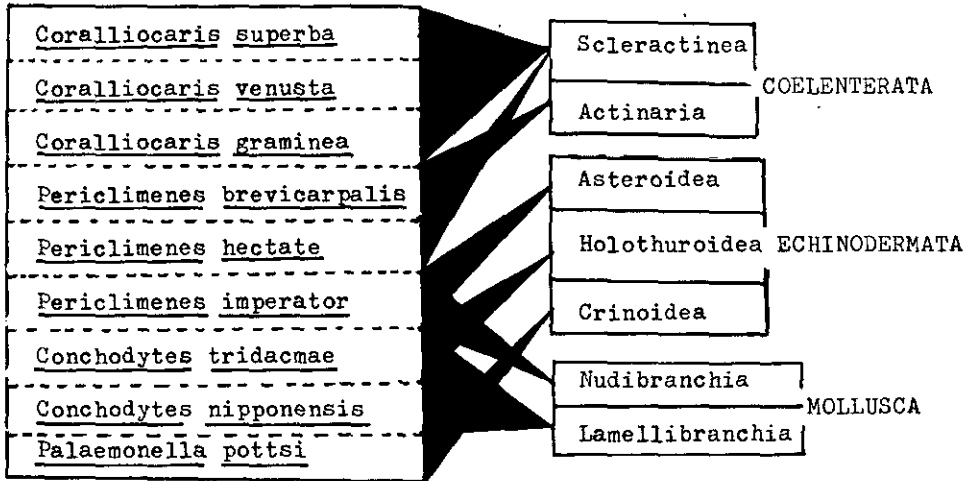 Coralliocaris superba
Coralliocaris venusta
Coralliocaris graminea
Periclimenes brevicarpalis
Periclimenes hectate
Periclimenes imperator
Conchodytes tridacmae
Conchodytes nipponensis
Palaemonella pottsi
Scleractinea
Actinaria
COELENTERATA
Asteroidea
Holothuroidea
Crinoidea
ECHINODERMATA
Nudibranchia
Lamellibranchia
MOLLUSCA